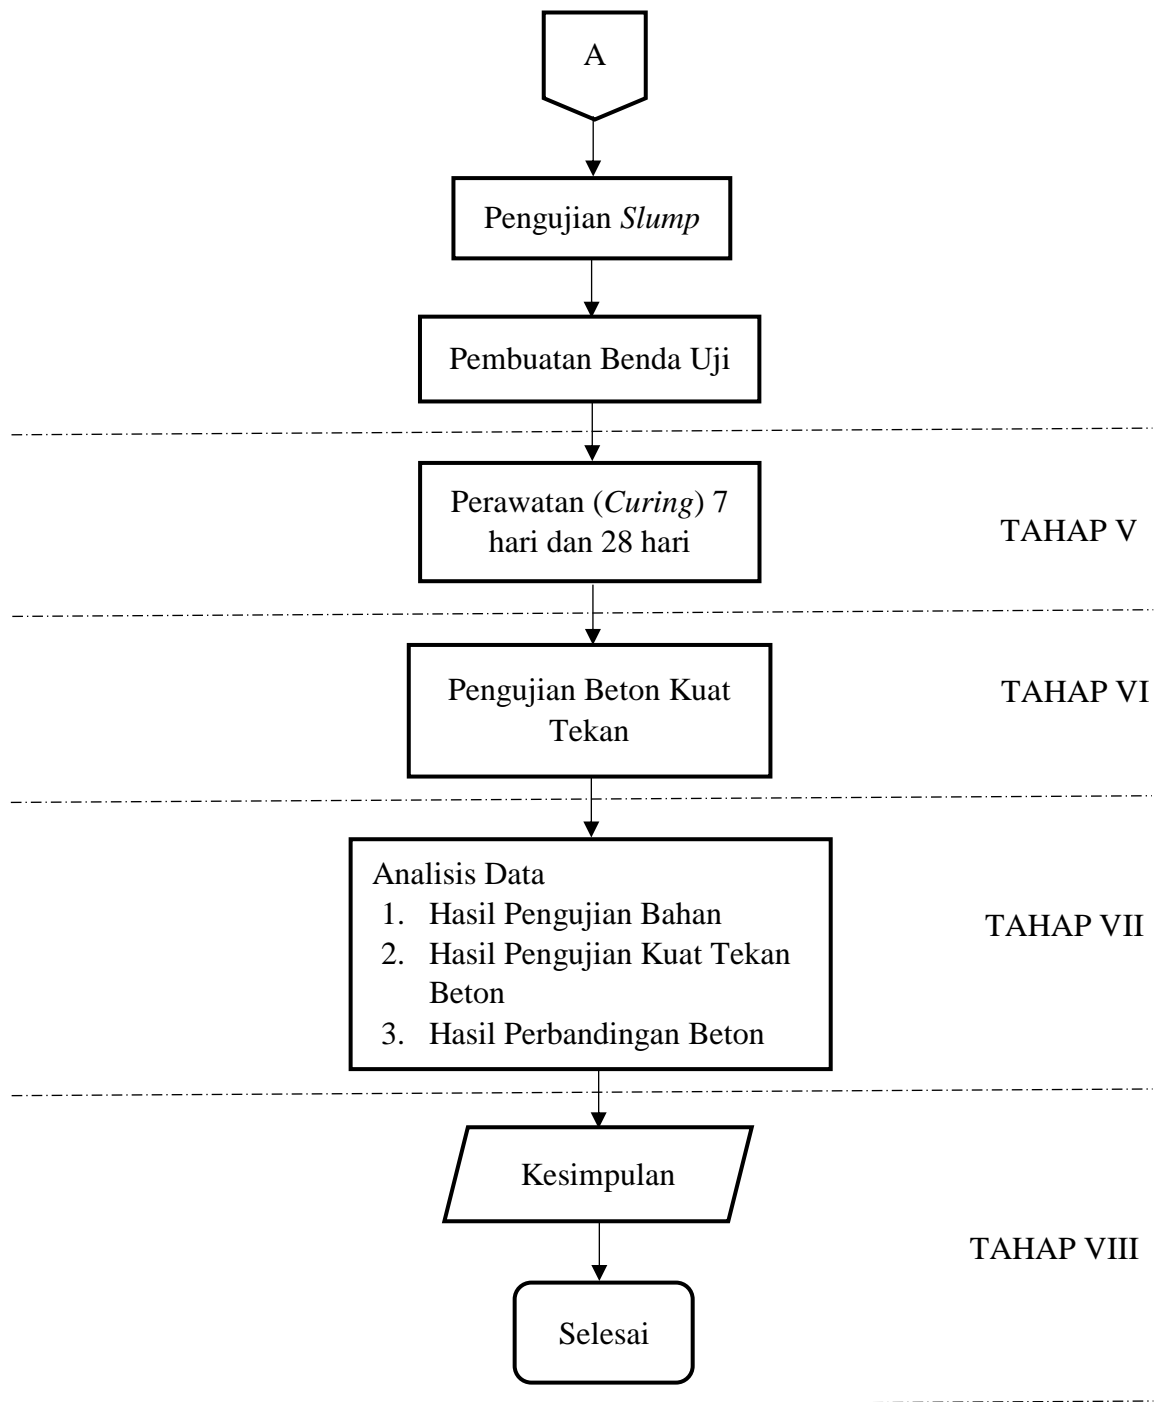 A
Pengujian Slump
Pembuatan Benda Uji
Perawatan (Curing) 7
hari dan 28 hari
TAHAP V
Pengujian Beton Kuat
Tekan
TAHAP VI
Analisis Data
1. Hasil Pengujian Bahan
2. Hasil Pengujian Kuat Tekan
Beton
3. Hasil Perbandingan Beton
TAHAP VII
Kesimpulan
TAHAP VIII
Selesai